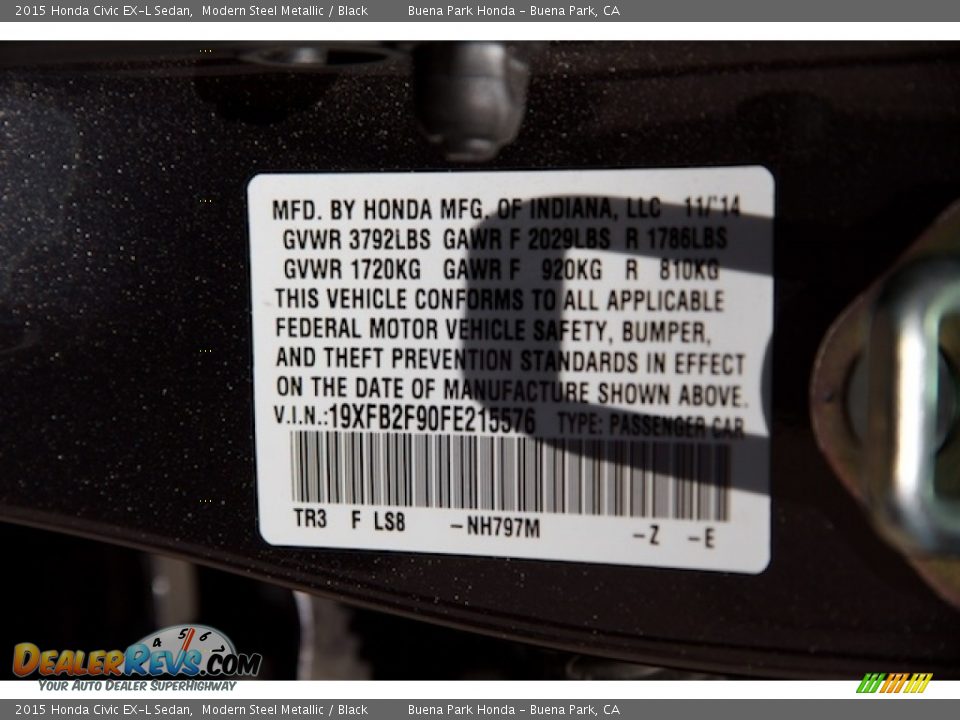 2015 Honda Civic EX-L Sedan, Modern Steel Metallic / Black Buena Park Honda - Buena Park, CA
MFD. BY HONDA MFG. OF INDIANA, LLC 11/'14
GVWR 3792LBS GAWR F 2029LBS R 1786LBS
GVWR 1720KG GAWR F 920KG R 810KG
THIS VEHICLE CONFORMS TO ALL APPLICABLE
FEDERAL MOTOR VEHICLE SAFETY, BUMPER,
AND THEFT PREVENTION STANDARDS IN EFFECT
ON THE DATE OF MANUFACTURE SHOWN ABOVE.
V.I.N.:19XFB2F90FE215576 TYPE: PASSENGER CAR
TR3 F LS8 -NH797M -Z -E
4 5 6 7
DealerRevs.com
Your Auto Dealer SuperHighway
2015 Honda Civic EX-L Sedan, Modern Steel Metallic / Black Buena Park Honda - Buena Park, CA